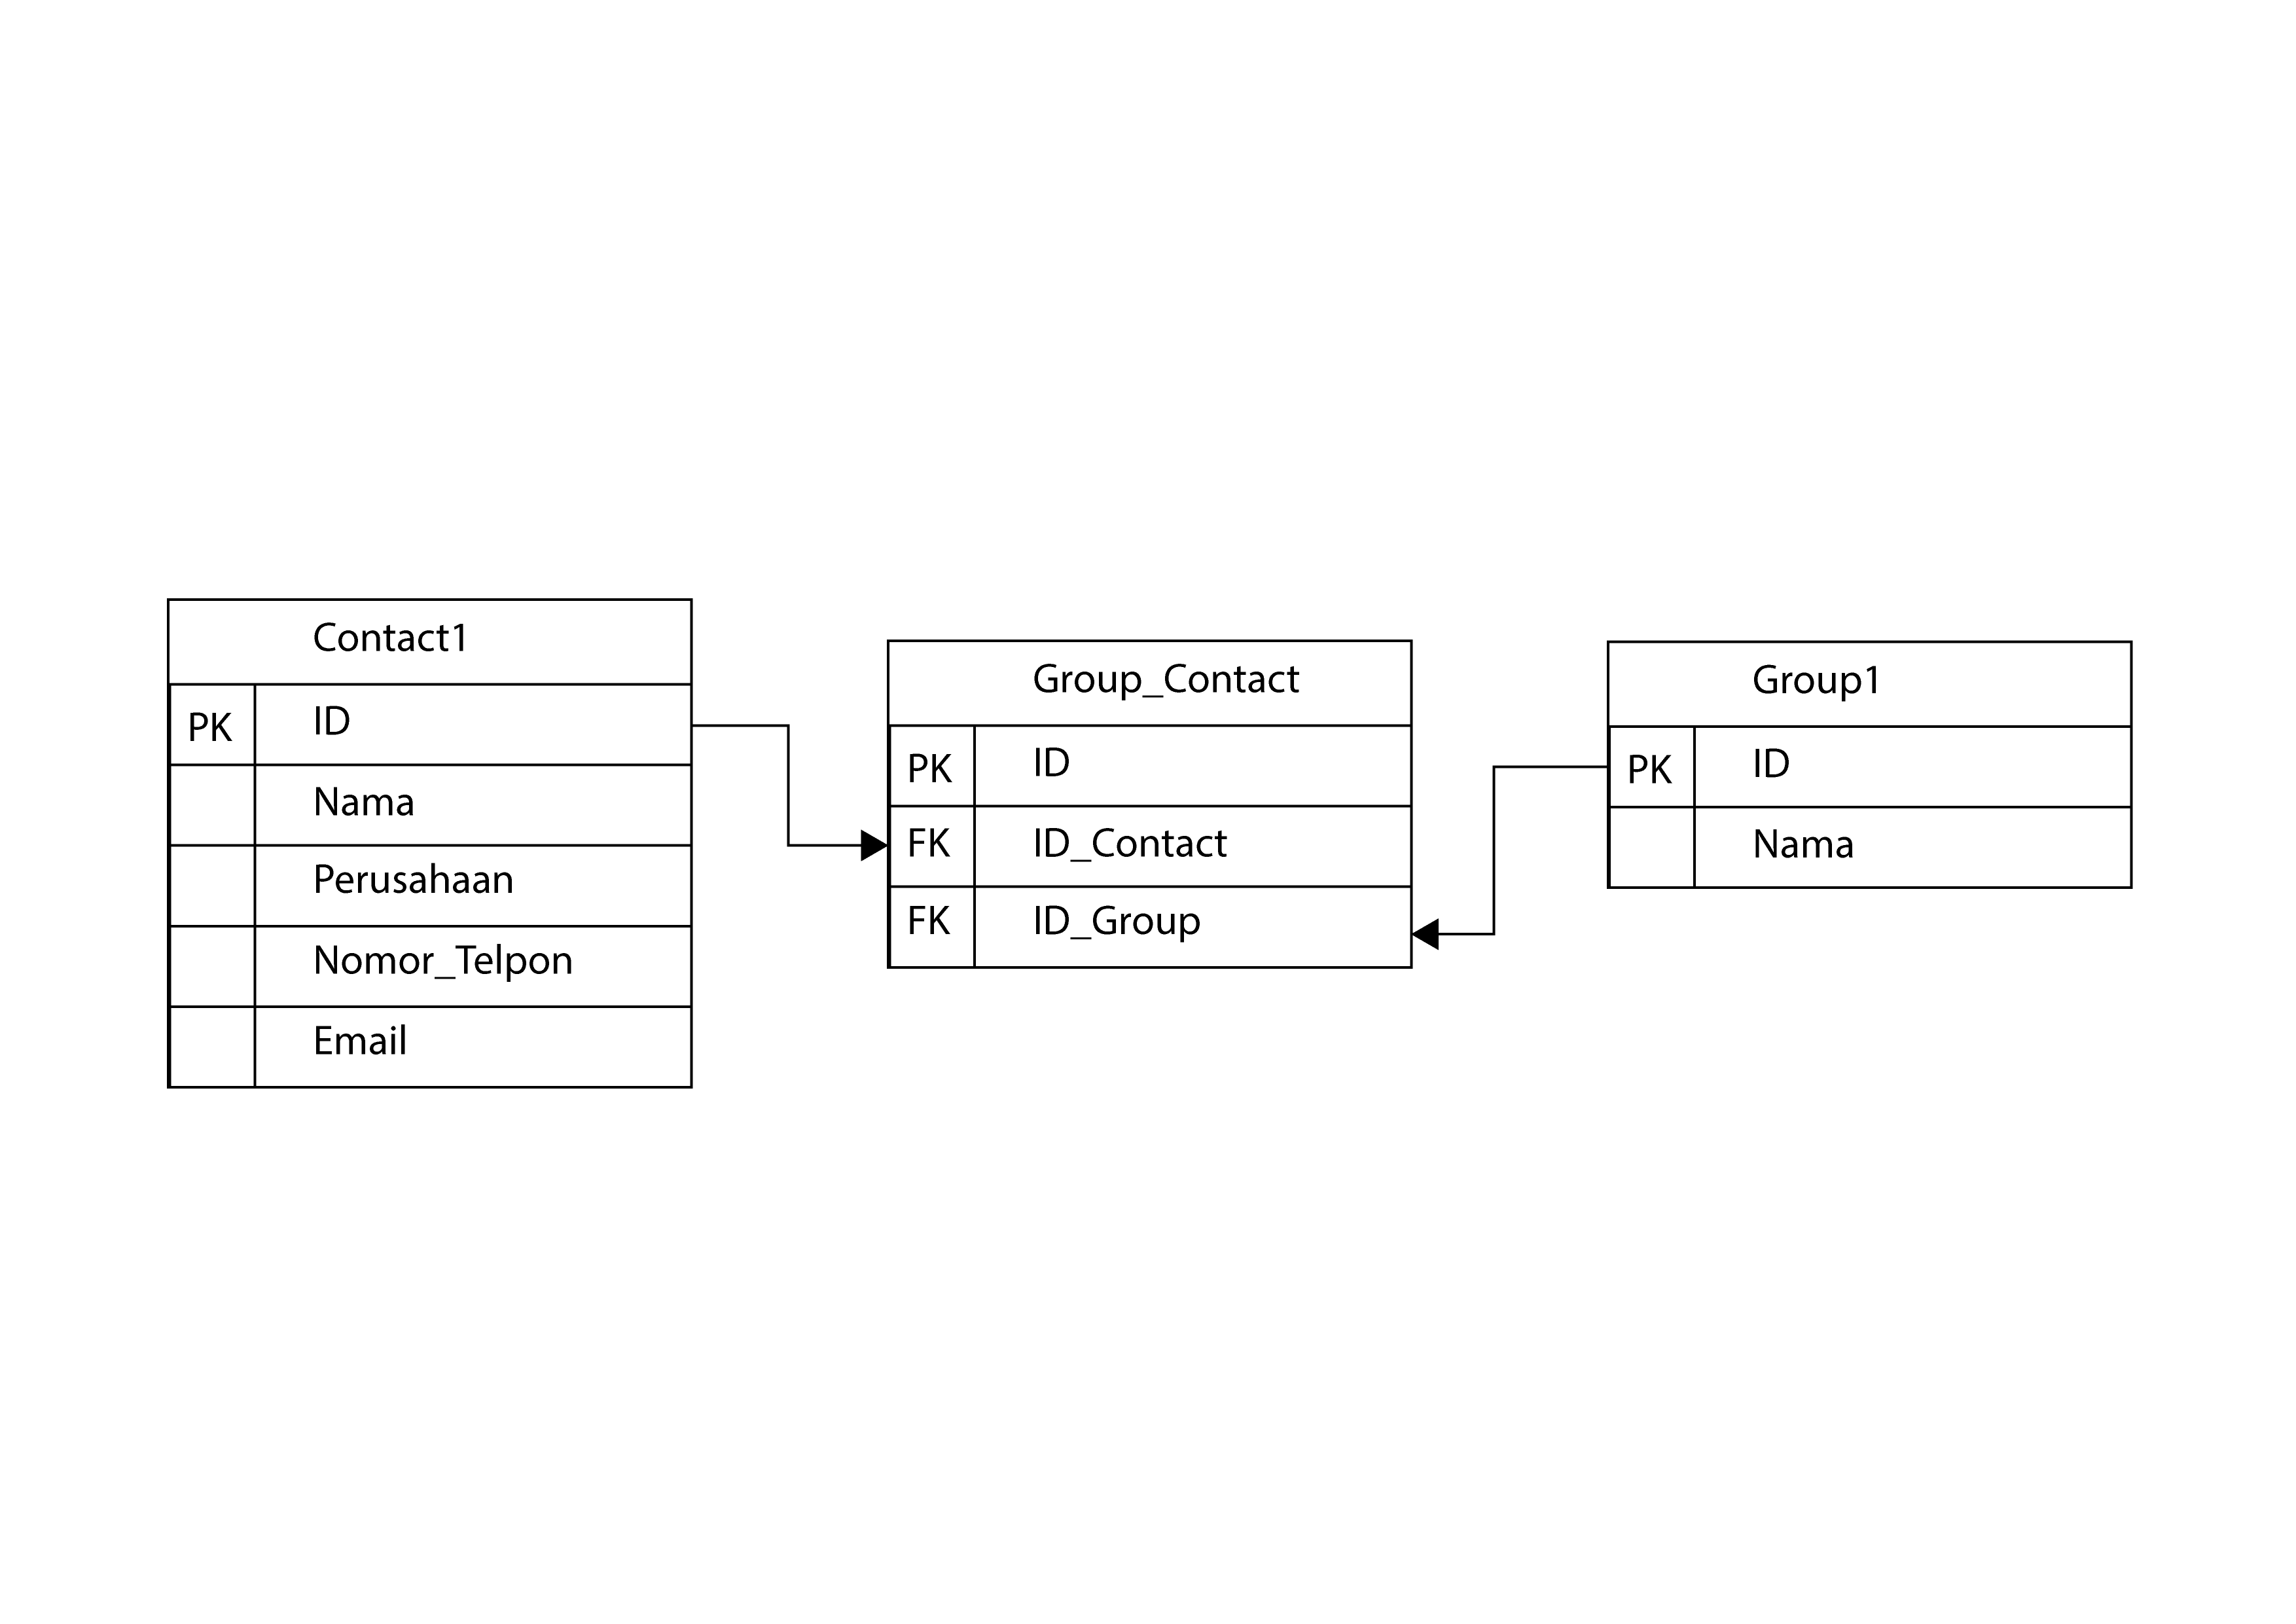 Contact1
PK ID
Nama
Perusahaan
Nomor_Telpon
Email
Group_Contact
PK ID
FK ID_Contact
FK ID_Group
Group1
PK ID
Nama